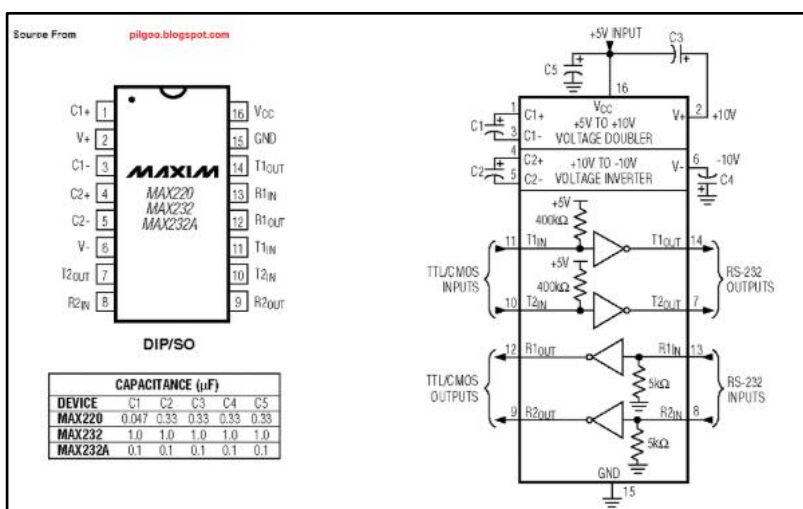 Source From pilgoo.blogspot.com
C1+ 1
V+ 2
C1- 3
C2+ 4
C2- 5
V- 6
T2OUT 7
R2IN 8
16 VCC
15 GND
14 T1OUT
13 R1IN
12 R1OUT
11 T1IN
10 T2IN
9 R2OUT
MAXIM
MAX220
MAX232
MAX232A
DIP/SO
CAPACITANCE (µF)
DEVICE C1 C2 C3 C4 C5
MAX220 0.047 0.33 0.33 0.33 0.33
MAX232 1.0 1.0 1.0 1.0 1.0
MAX232A 0.1 0.1 0.1 0.1 0.1
+5V INPUT C3
C5
16
1 C1+ VCC V+ 2 +10V
C1 +5V TO +10V
3 C1- VOLTAGE DOUBLER
4 C2+ +10V TO -10V V- 6 -10V
C2 5 C2- VOLTAGE INVERTER C4
+5V
400kΩ
11 T1IN T1OUT 14
TTL/CMOS INPUTS
+5V
400kΩ
RS-232 OUTPUTS
10 T2IN T2OUT 7
12 R1OUT R1IN 13
TTL/CMOS OUTPUTS
5kΩ
RS-232 INPUTS
9 R2OUT R2IN 8
5kΩ
GND
15